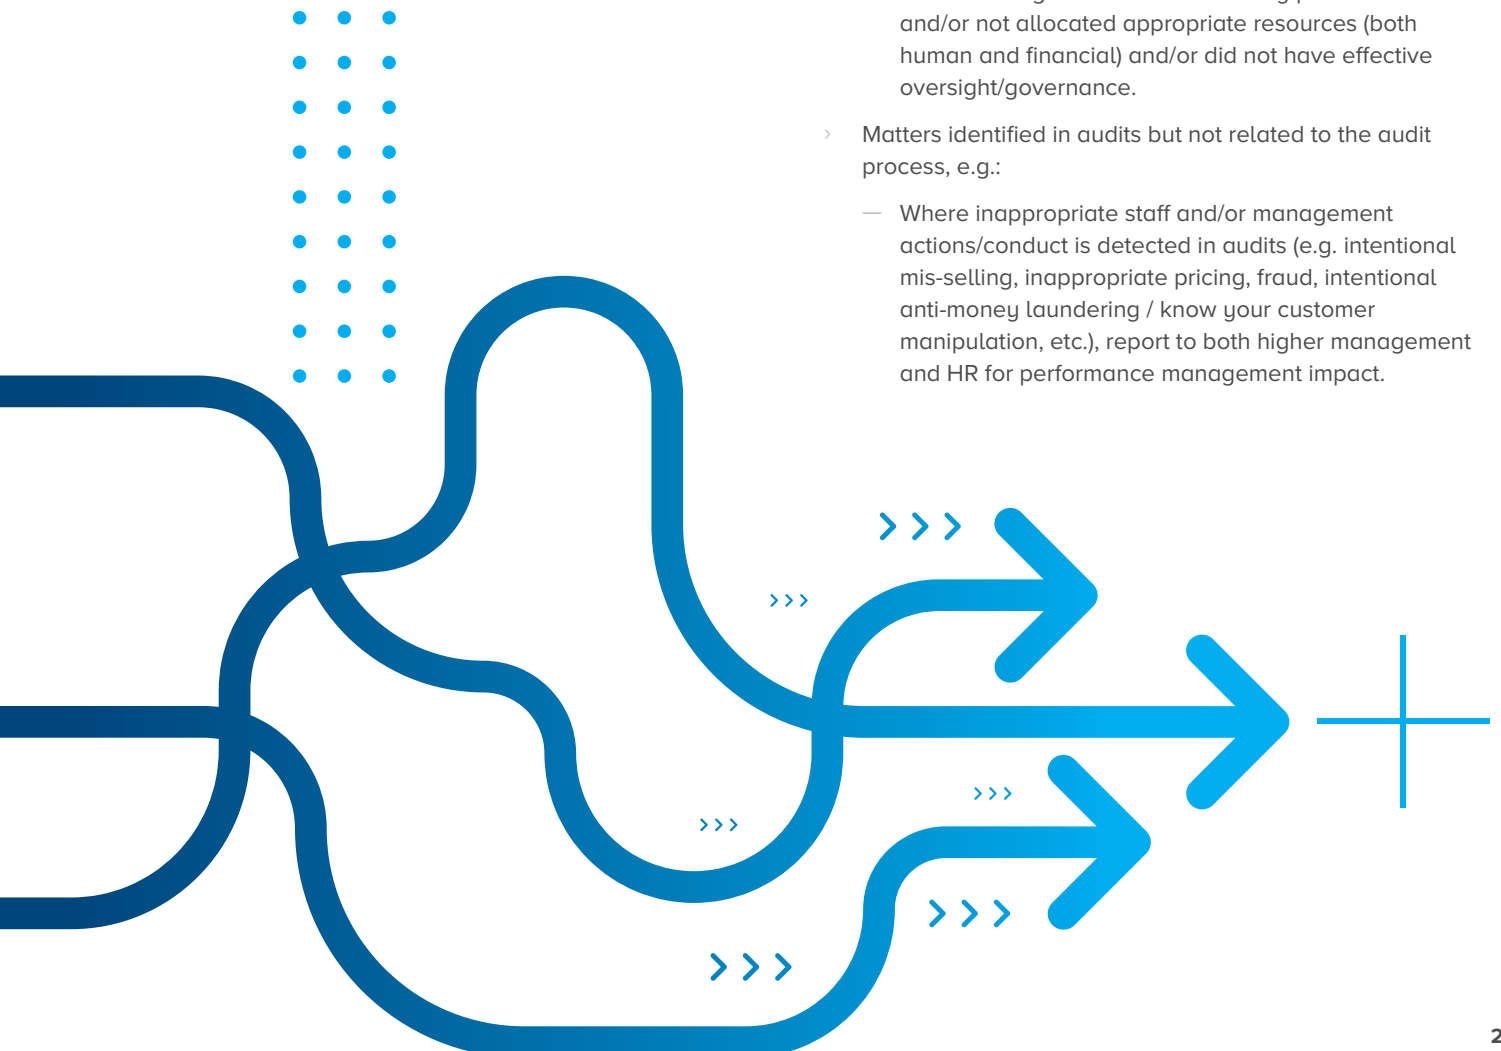 and/or not allocated appropriate resources (both
human and financial) and/or did not have effective
oversight/governance.
› Matters identified in audits but not related to the audit
process, e.g.:
— Where inappropriate staff and/or management
actions/conduct is detected in audits (e.g. intentional
mis-selling, inappropriate pricing, fraud, intentional
anti-money laundering / know your customer
manipulation, etc.), report to both higher management
and HR for performance management impact.
2